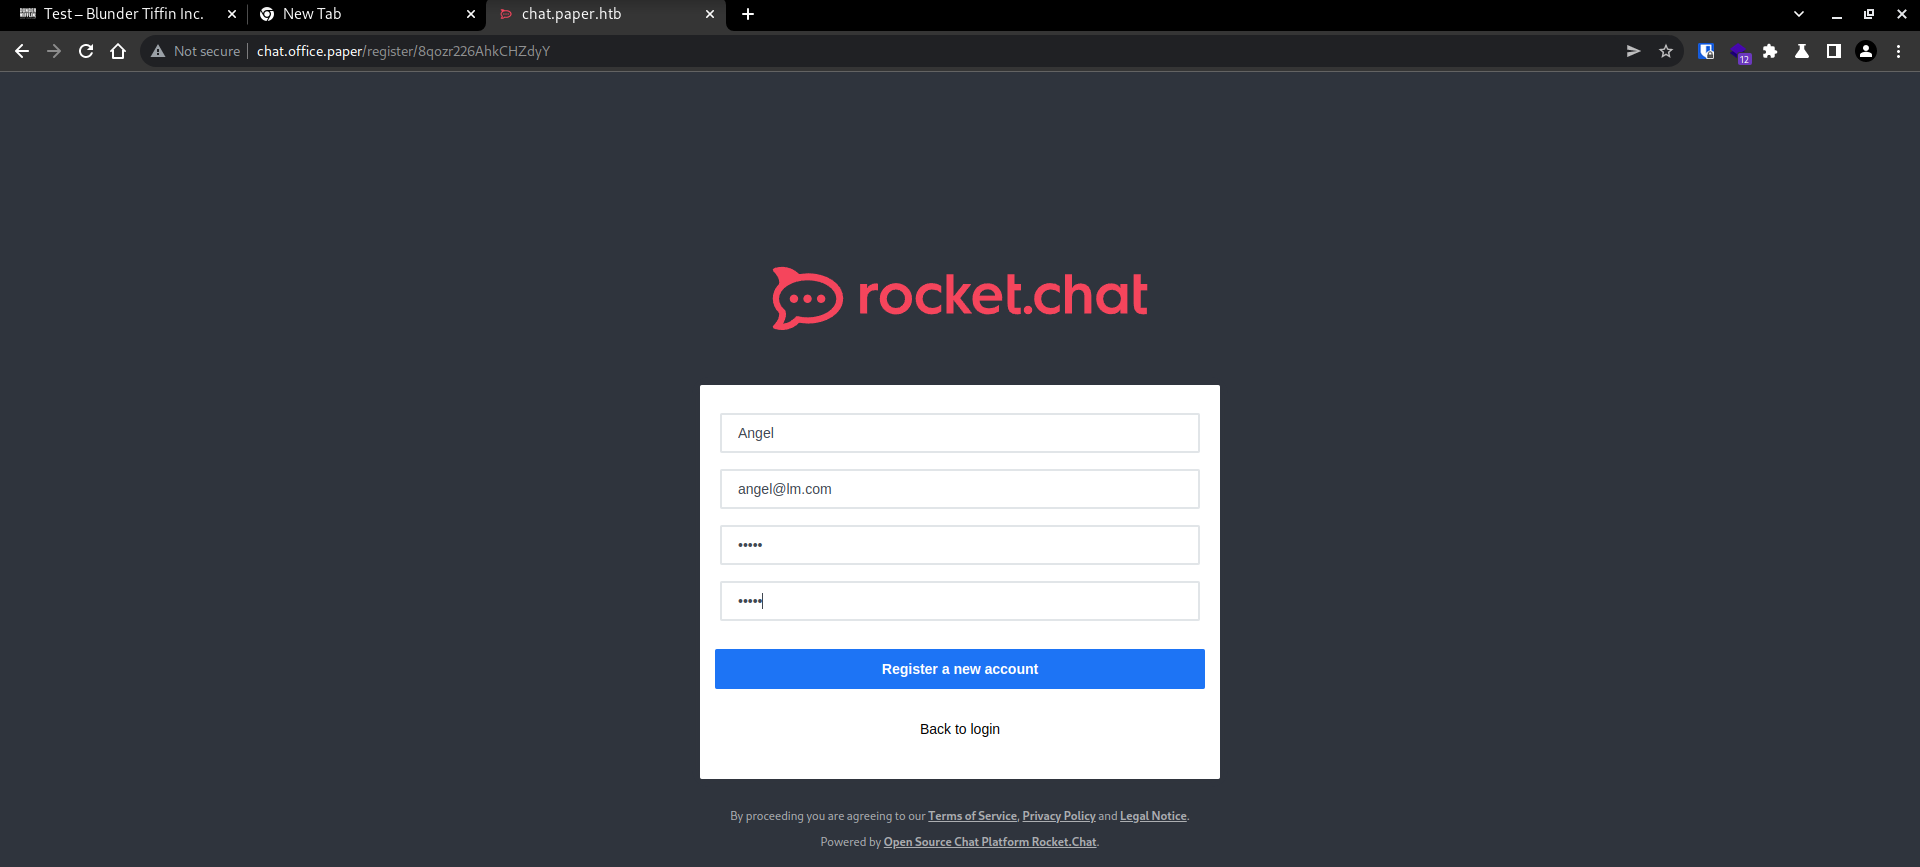 Test – Blunder Tiffin Inc.
New Tab
chat.paper.htb
Not secure
chat.office.paper/register/8qozr226AhkCHZdyY
12
rocket.chat
Angel
angel@lm.com
•••••
•••••
Register a new account
Back to login
By proceeding you are agreeing to our Terms of Service, Privacy Policy and Legal Notice.
Powered by Open Source Chat Platform Rocket.Chat.